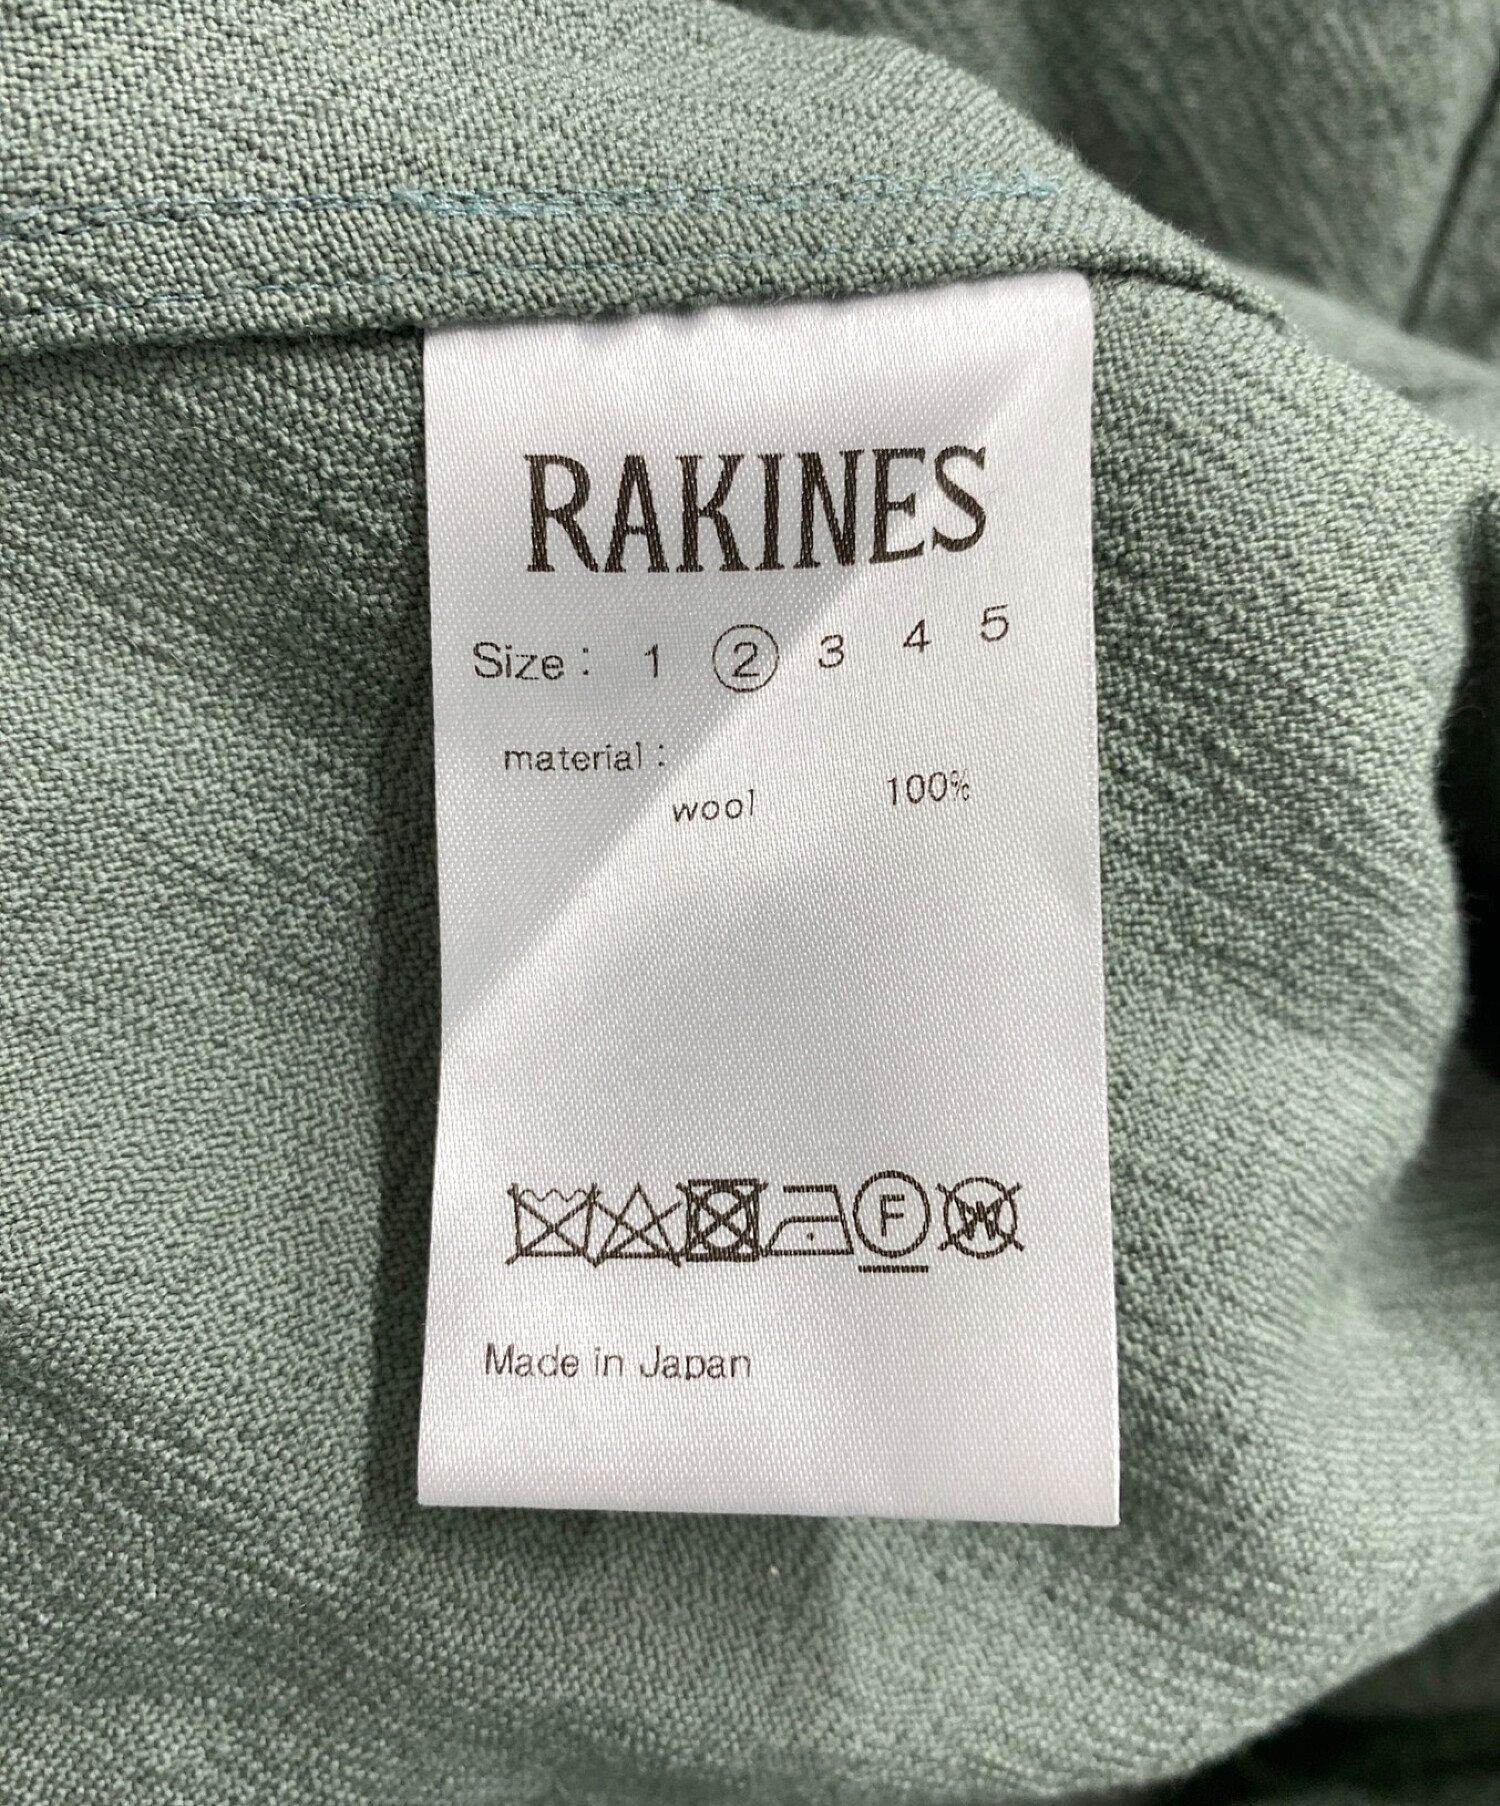 RAKINES
Size : 1 2 3 4 5
material :
wool 100%
F W
Made in Japan